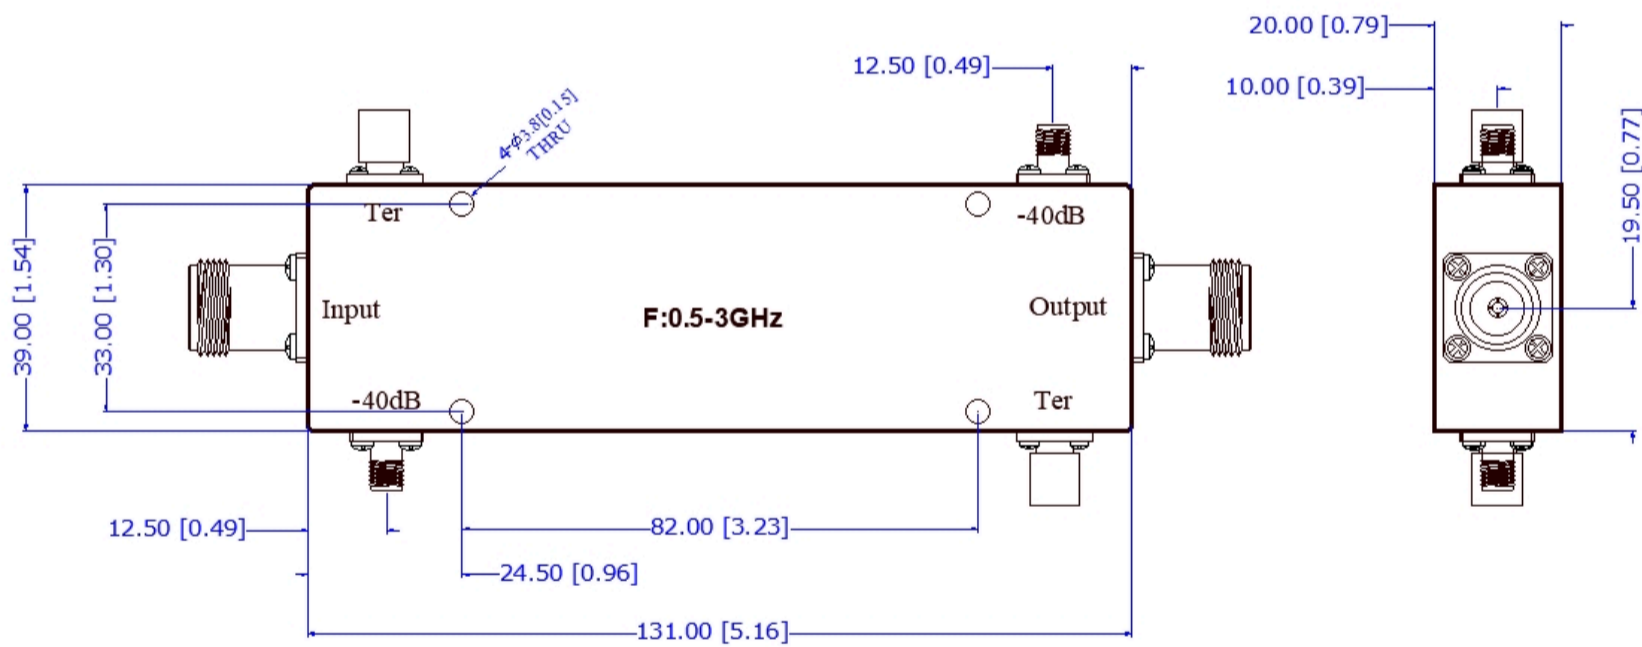 20.00 [0.79]
12.50 [0.49]
10.00 [0.39]
4-ϕ3.8[0.15]
THRU
19.50 [0.77]
Ter
-40dB
39.00 [1.54]
33.00 [1.30]
Input
F:0.5-3GHz
Output
-40dB
Ter
12.50 [0.49]
82.00 [3.23]
24.50 [0.96]
131.00 [5.16]